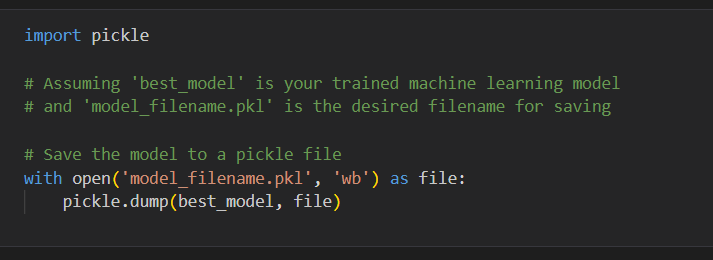 import pickle
# Assuming 'best_model' is your trained machine learning model
# and 'model_filename.pkl' is the desired filename for saving
# Save the model to a pickle file
with open('model_filename.pkl', 'wb') as file:
    pickle.dump(best_model, file)